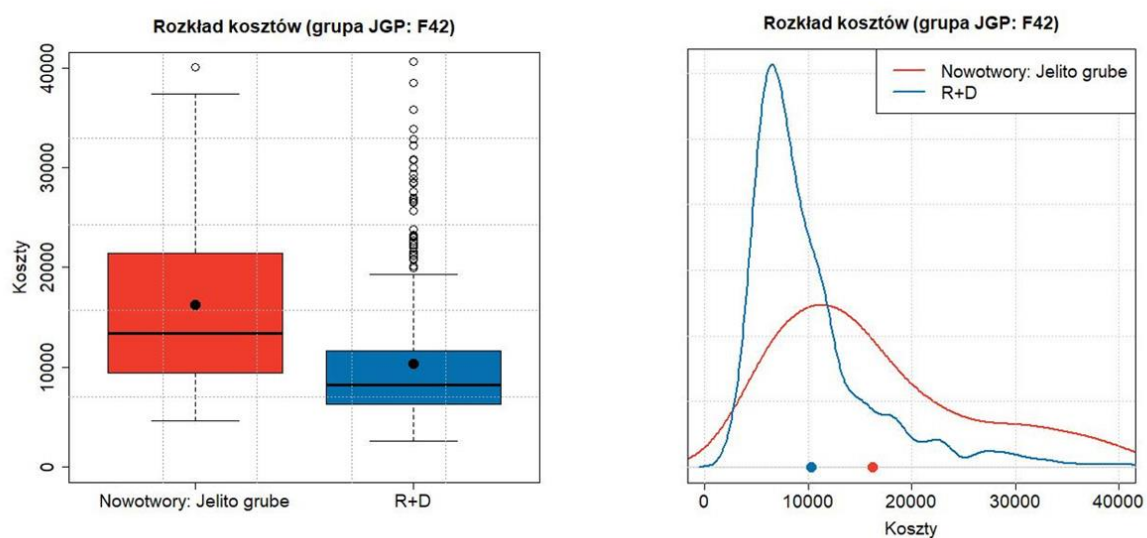 Rozkład kosztów (grupa JGP: F42)
Koszty
40000
30000
20000
10000
0
Nowotwory: Jelito grube
R+D
Rozkład kosztów (grupa JGP: F42)
Nowotwory: Jelito grube
R+D
0
10000
20000
30000
40000
Koszty